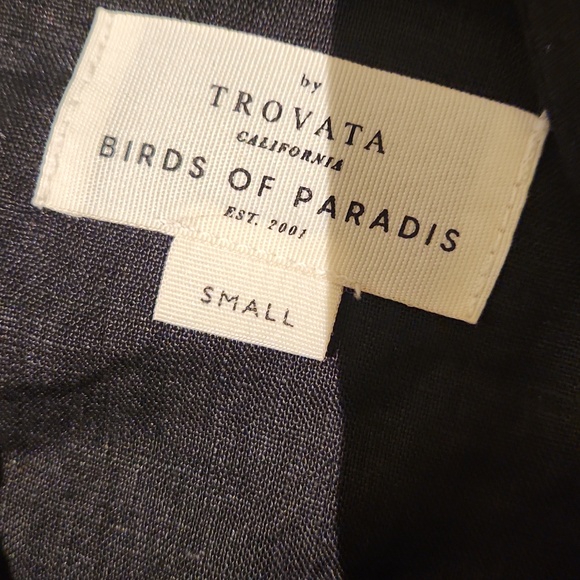 by
TROVATA
CALIFORNIA
BIRDS OF PARADIS
EST. 2001
SMALL